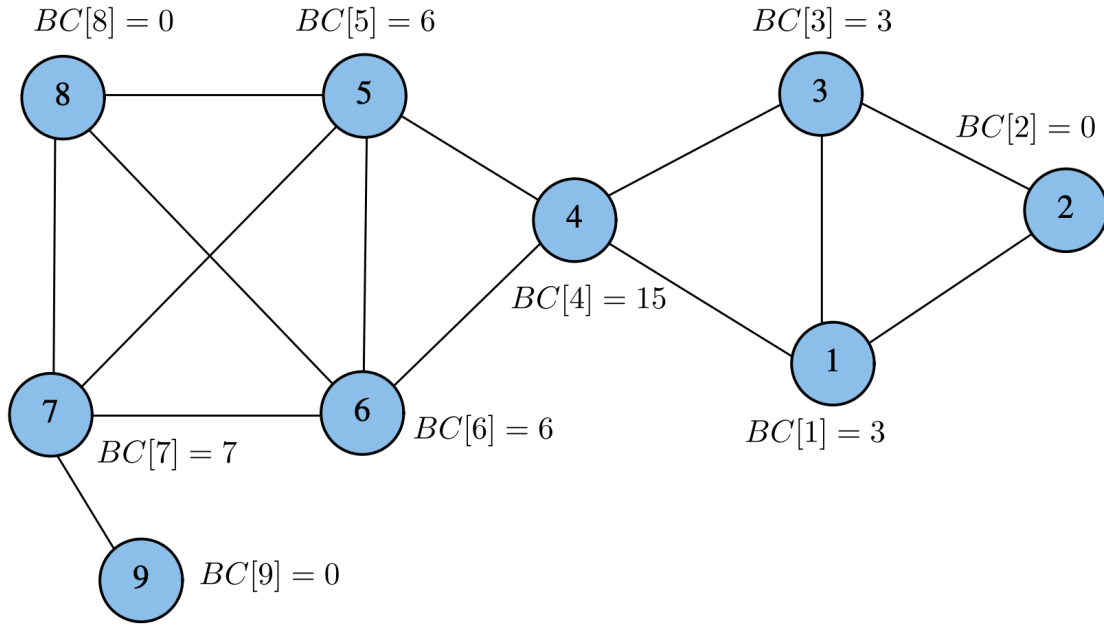 BC[8] = 0
BC[5] = 6
BC[3] = 3
8
5
3
BC[2] = 0
4
2
BC[4] = 15
1
7
6
BC[6] = 6
BC[1] = 3
BC[7] = 7
9
BC[9] = 0